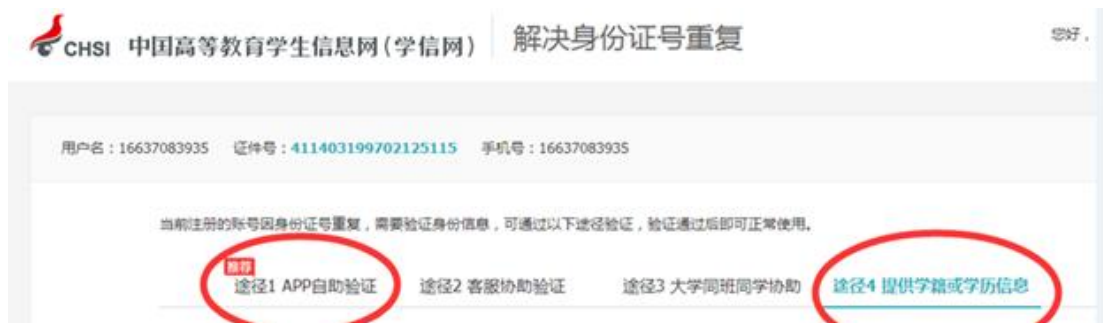 CHSI 中国高等教育学生信息网(学信网) 解决身份证号重复 您好，
用户名：16637083935 证件号：411403199702125115 手机号：16637083935
当前注册的账号因身份证号重复，需要验证身份信息，可通过以下途径验证，验证通过后即可正常使用。
推荐
途径1 APP自助验证 途径2 客服协助验证 途径3 大学同班同学协助 途径4 提供学籍或学历信息